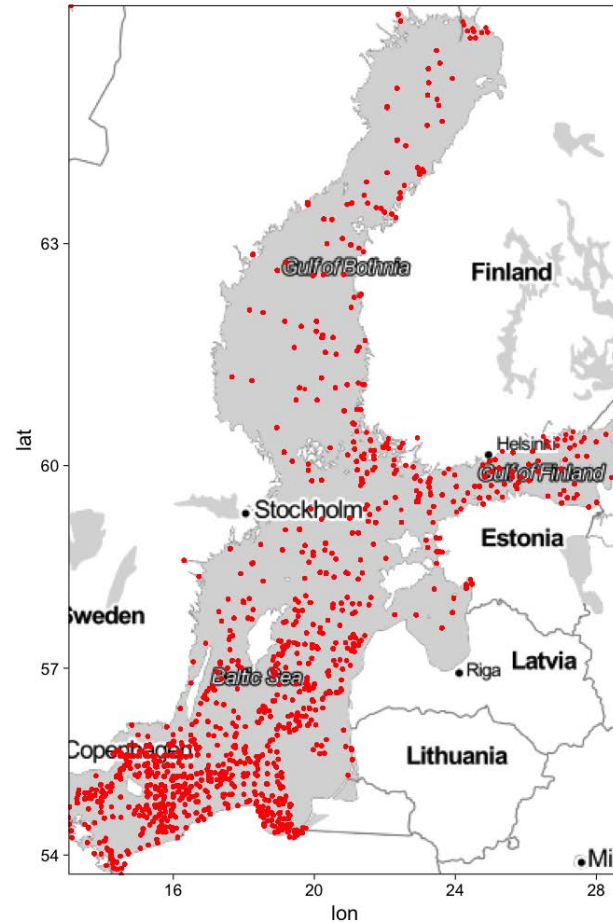 63
Gulf of Bothnia
Finland
lat
60
Helsinki
Gulf of Finland
Stockholm
Estonia
Sweden
57
Baltic Sea
Riga
Latvia
Copenhagen
Lithuania
54
Mi
16
20
24
28
lon